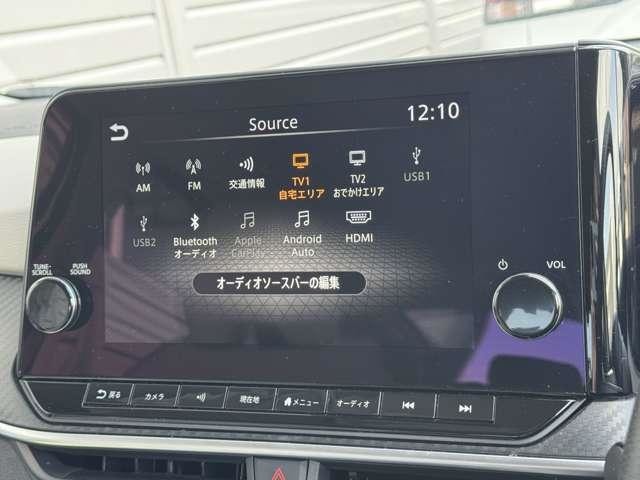 Source
12:10
AM
FM
交通情報
TV1
自宅エリア
TV2
おでかけエリア
USB1
USB2
Bluetooth
オーディオ
Apple
CarPlay
Android
Auto
HDMI
オーディオソースバーの編集
TUNE･
SCROLL
PUSH
SOUND
VOL
戻る
カメラ
現在地
メニュー
オーディオ